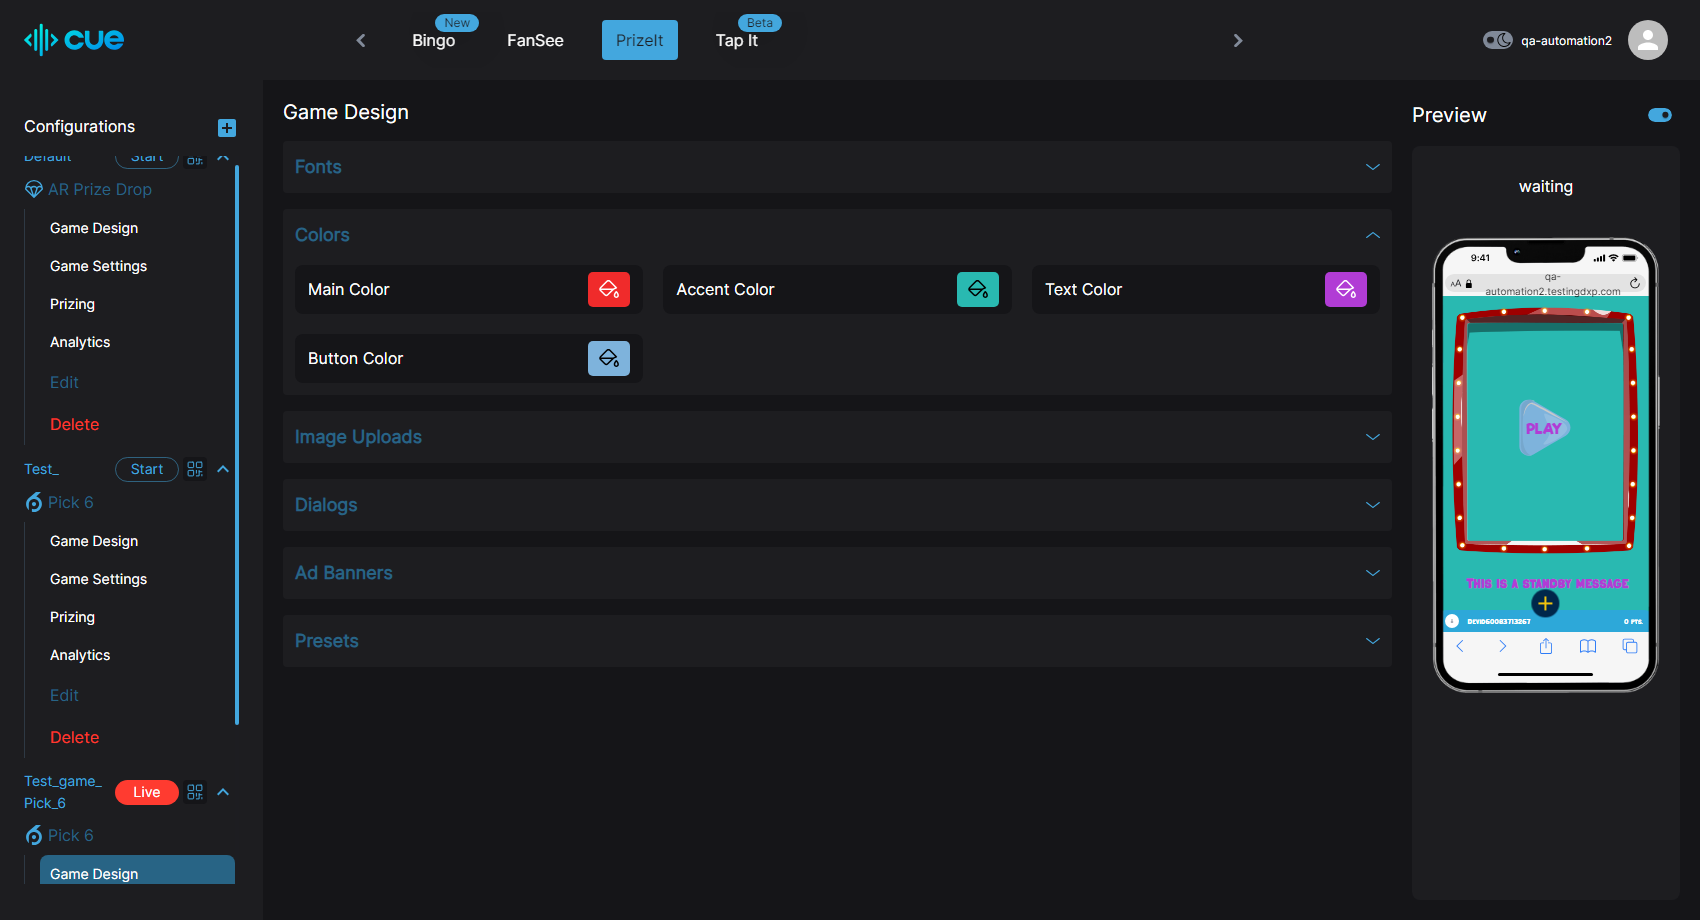 cue
New
Bingo
FanSee
PrizeIt
Beta
Tap It
qa-automation2
Configurations
Default
Start
AR Prize Drop
Game Design
Game Settings
Prizing
Analytics
Edit
Delete
Test_
Start
Pick 6
Game Design
Game Settings
Prizing
Analytics
Edit
Delete
Test_game_
Pick_6
Live
Pick 6
Game Design
Game Design
Fonts
Colors
Main Color
Accent Color
Text Color
Button Color
Image Uploads
Dialogs
Ad Banners
Presets
Preview
waiting
9:41
AA
qa-
automation2.testingdxp.com
PLAY
THIS IS A STANDBY MESSAGE
0 PTS.